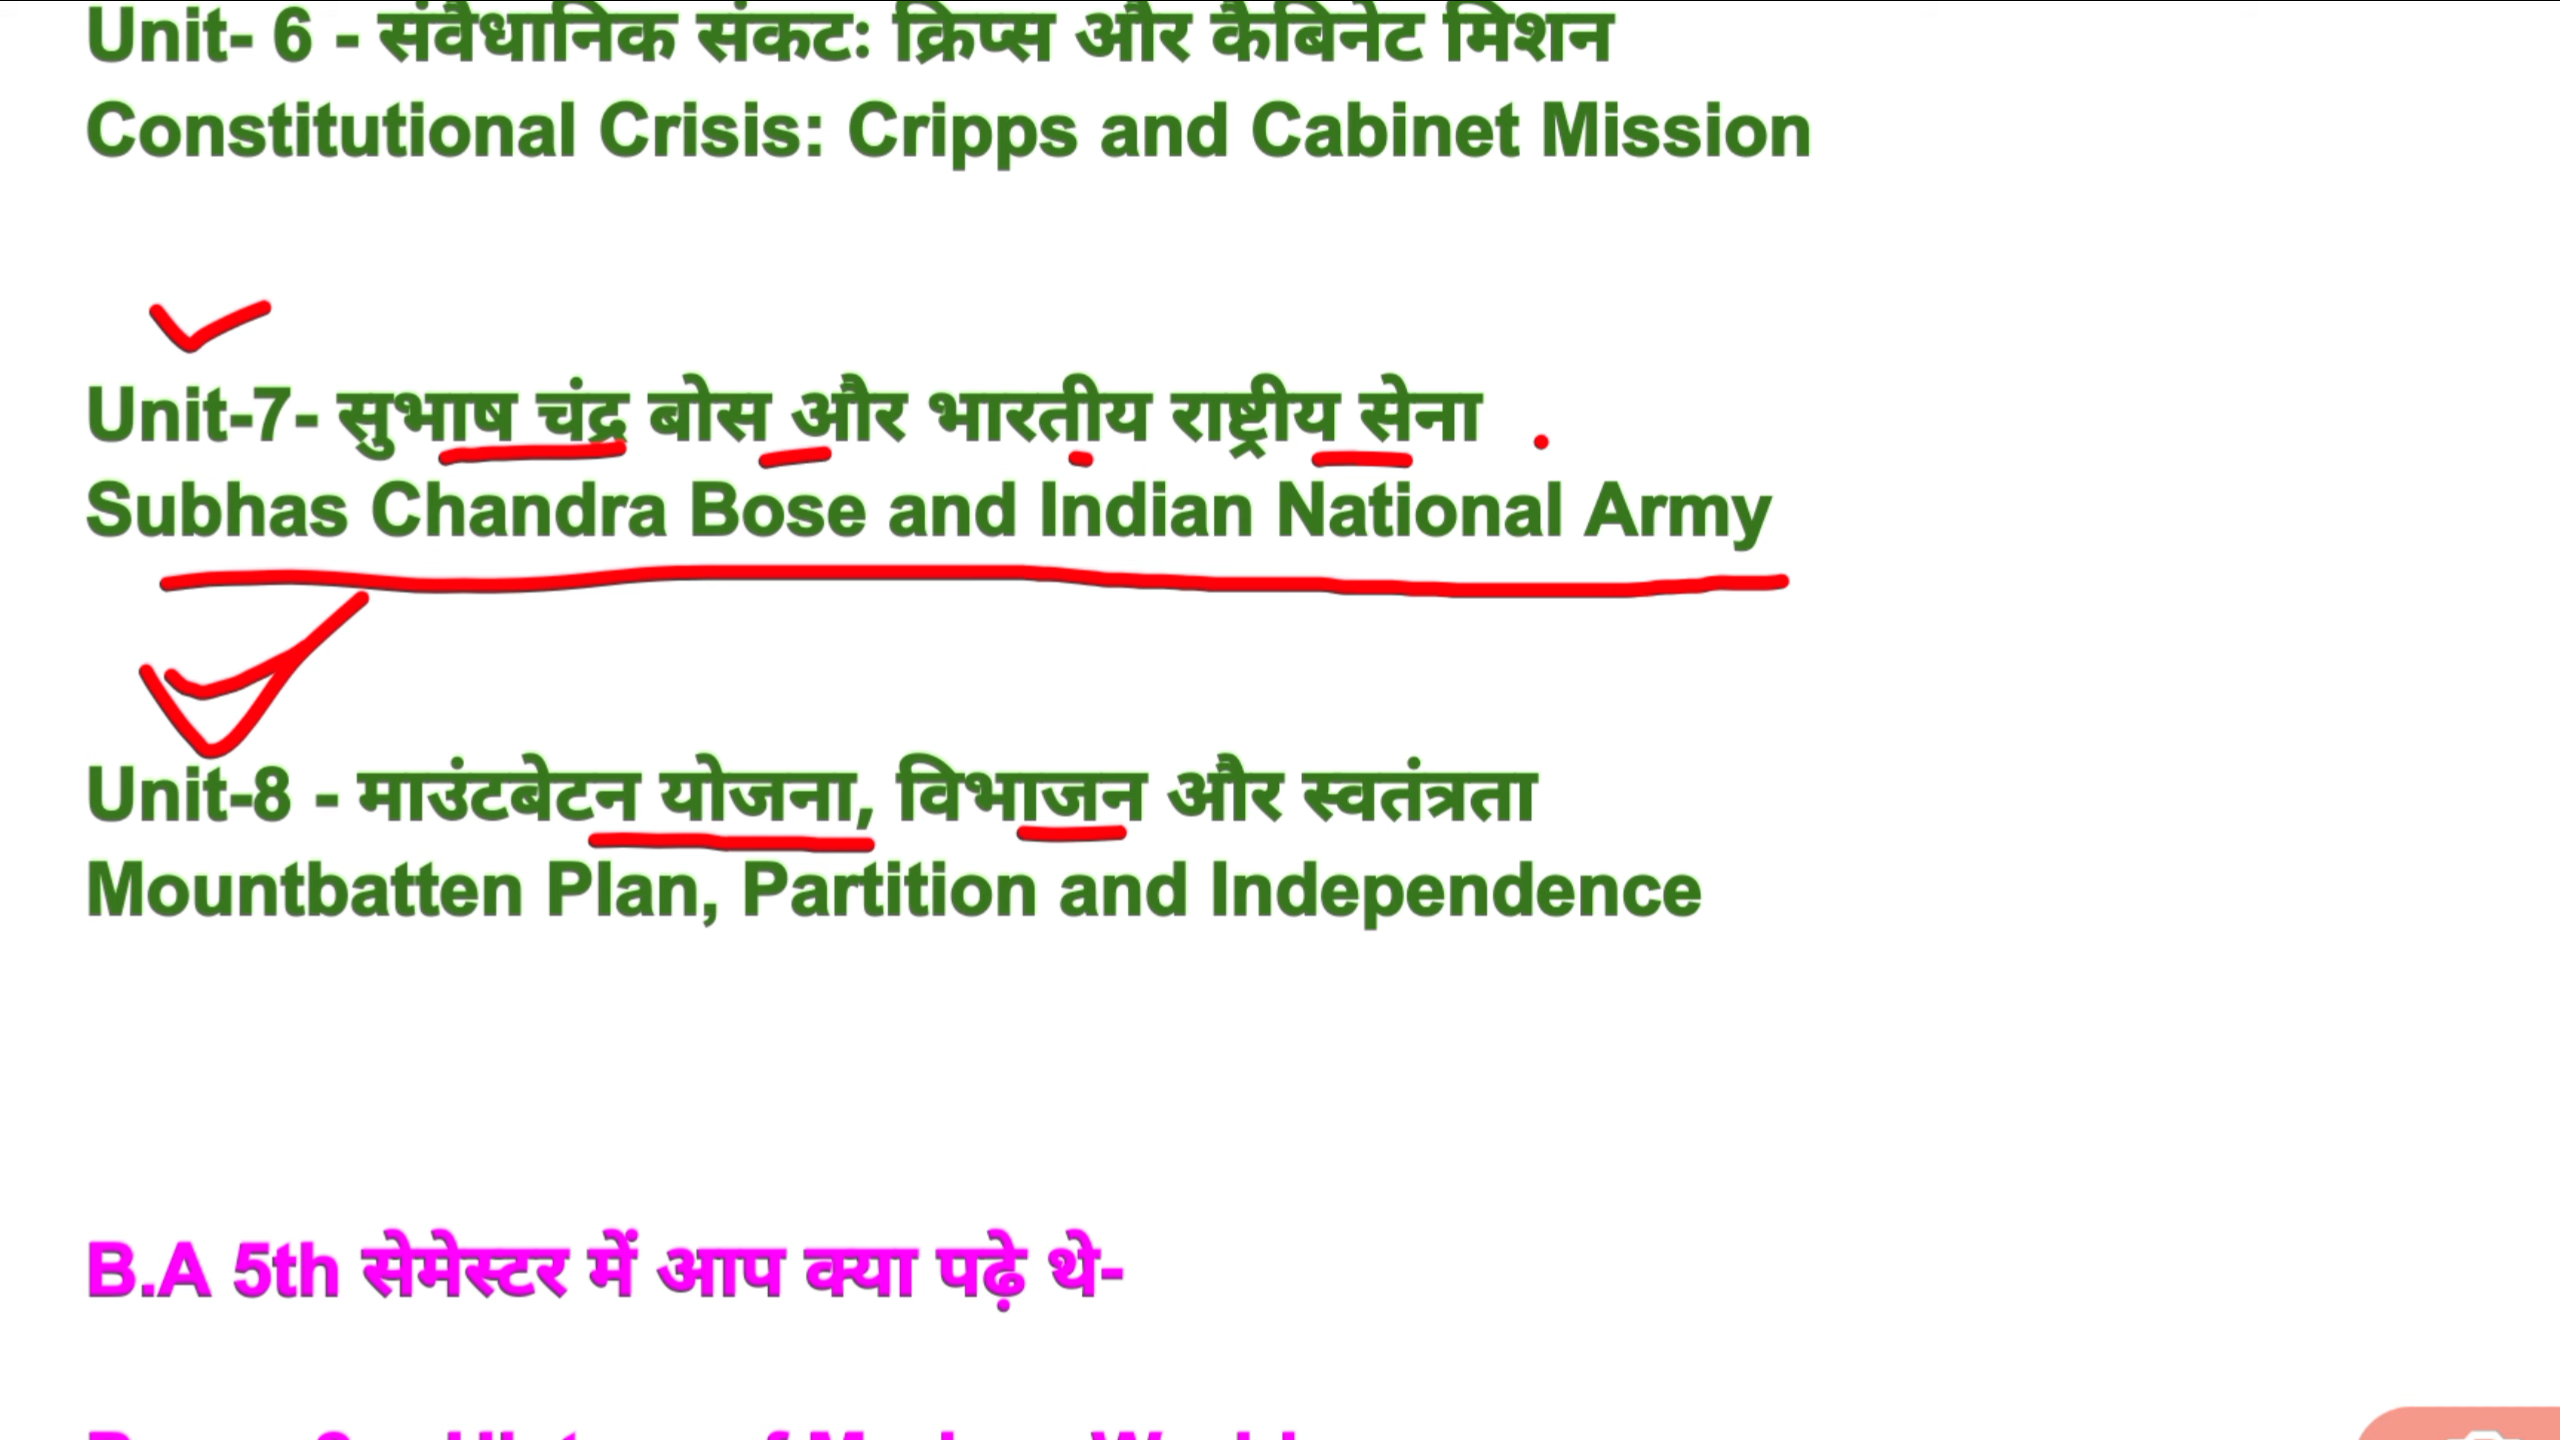 Unit- 6 - संवैधानिक संकटः क्रिप्स और कैबिनेट मिशन
Constitutional Crisis: Cripps and Cabinet Mission
Unit-7- सुभाष चंद्र बोस और भारतीय राष्ट्रीय सेना
Subhas Chandra Bose and Indian National Army
Unit-8 - माउंटबेटन योजना, विभाजन और स्वतंत्रता
Mountbatten Plan, Partition and Independence
B.A 5th सेमेस्टर में आप क्या पढ़े थे-